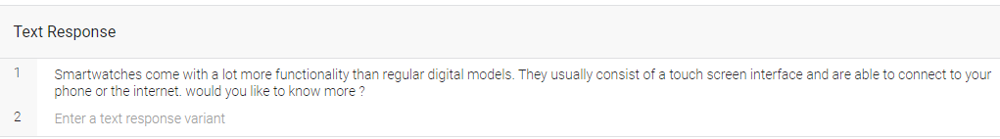 Text Response
1
Smartwatches come with a lot more functionality than regular digital models. They usually consist of a touch screen interface and are able to connect to your
phone or the internet. would you like to know more ?
2
Enter a text response variant